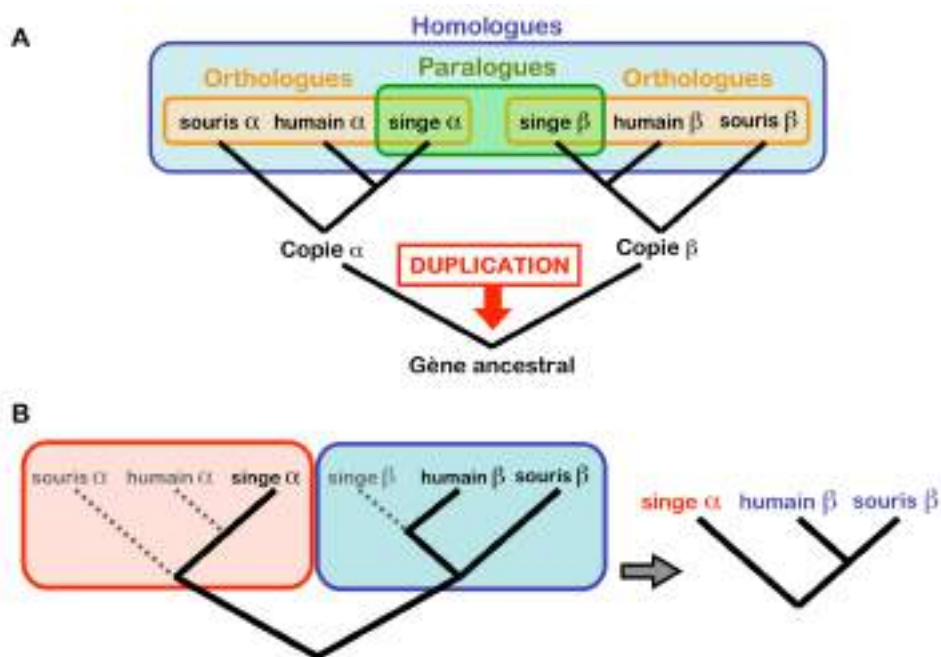 A
Homologues
Orthologues Paralogues Orthologues
souris α humain α singe α singe β humain β souris β
Copie α Copie β
DUPLICATION
Gène ancestral
B
souris α humain α singe α singe β humain β souris β
singe α humain β souris β